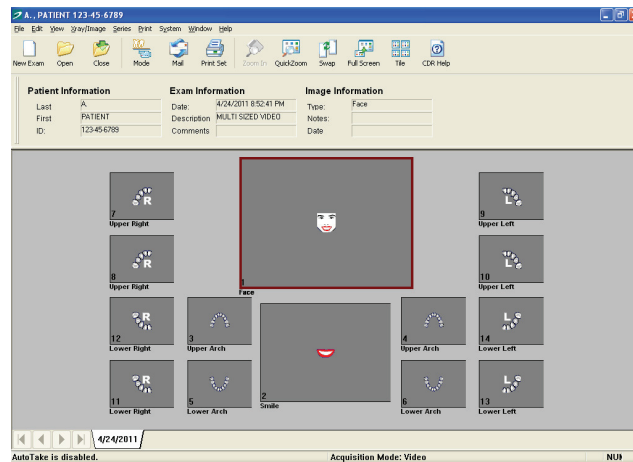 A., PATIENT 123-45-6789
File Edit View Xray/Image Series Print System Window Help
New Exam Open Close Mode Mail Print Set Zoom In QuickZoom Swap Full Screen Tile CDR Help
Patient Information Exam Information Image Information
Last A. Date: 4/24/2011 8:52:41 PM Type: Face
First PATIENT Description MULTI SIZED VIDEO Notes:
ID: 123-45-6789 Comments Date
R L
7 9
Upper Right Upper Left
R L
8 1 10
Upper Right Face Upper Left
R L
12 3 4 14
Lower Right Upper Arch Upper Arch Lower Left
R L
11 5 2 6 13
Lower Right Lower Arch Smile Lower Arch Lower Left
4/24/2011
AutoTake is disabled. Acquisition Mode: Video NUM